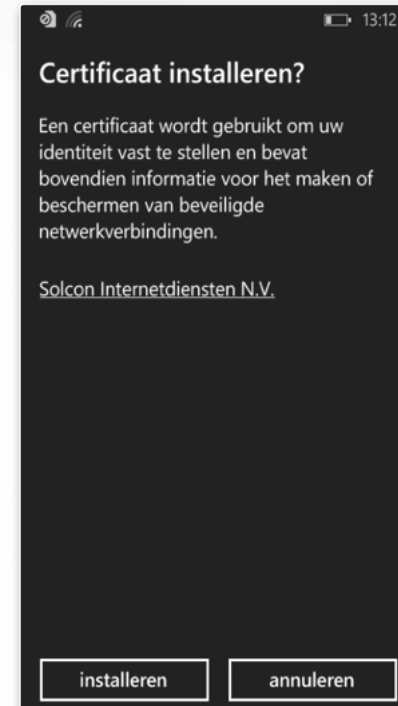 13:12
Certificaat installeren?
Een certificaat wordt gebruikt om uw
identiteit vast te stellen en bevat
bovendien informatie voor het maken of
beschermen van beveiligde
netwerkverbindingen.
Solcon Internetdiensten N.V.
installeren annuleren